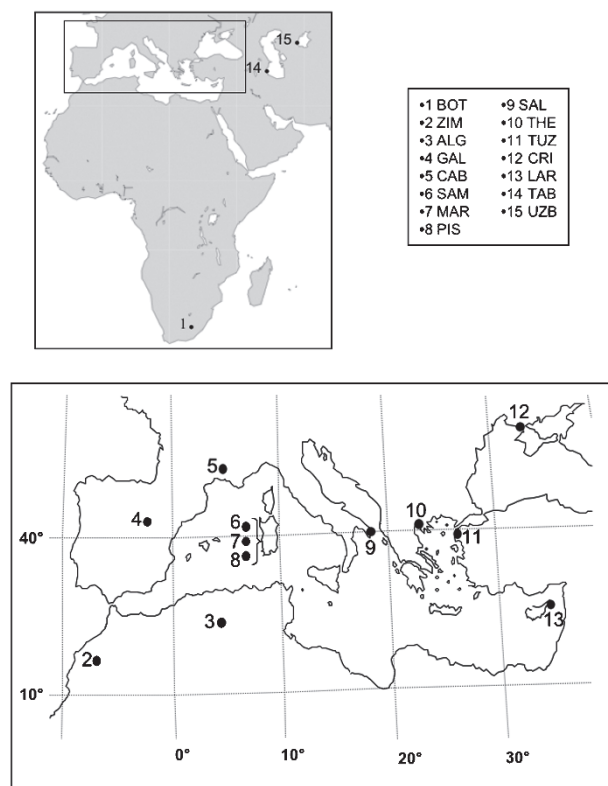 15
14
1
•1 BOT •9 SAL
•2 ZIM •10 THE
•3 ALG •11 TUZ
•4 GAL •12 CRI
•5 CAB •13 LAR
•6 SAM •14 TAB
•7 MAR •15 UZB
•8 PIS
12
5
4
6
10
40°
7
9
11
8
3
13
2
10°
0° 10° 20° 30°